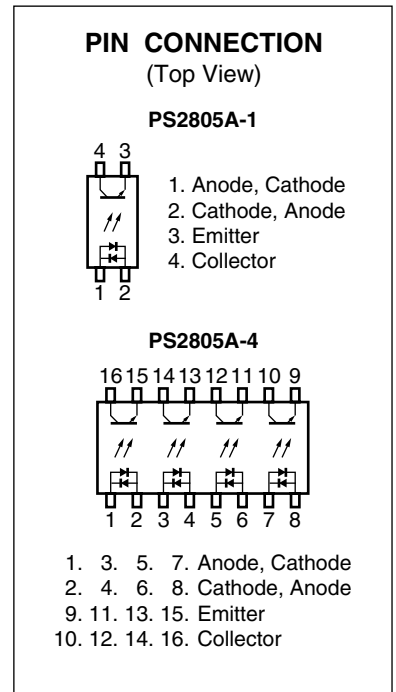 PIN CONNECTION
(Top View)
PS2805A-1
4 3
1. Anode, Cathode
2. Cathode, Anode
3. Emitter
4. Collector
1 2
PS2805A-4
16 15 14 13 12 11 10 9
1 2 3 4 5 6 7 8
1. 3. 5. 7. Anode, Cathode
2. 4. 6. 8. Cathode, Anode
9. 11. 13. 15. Emitter
10. 12. 14. 16. Collector